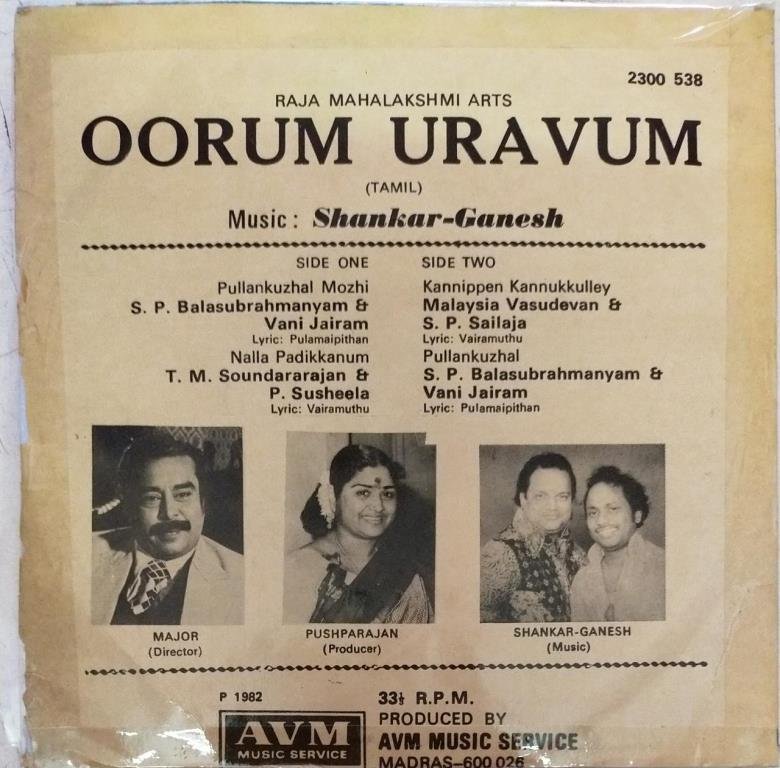 2300 538
RAJA MAHALAKSHMI ARTS
OORUM URAVUM
(TAMIL)
Music: Shankar-Ganesh
SIDE ONE
Pullankuzhal Mozhi
S. P. Balasubrahmanyam &
Vani Jairam
Lyric: Pulamaipithan
Nalla Padikkanum
T. M. Soundararajan &
P. Susheela
Lyric: Vairamuthu
SIDE TWO
Kannippen Kannukkulley
Malaysia Vasudevan &
S. P. Sailaja
Lyric: Vairamuthu
Pullankuzhal
S. P. Balasubrahmanyam &
Vani Jairam
Lyric: Pulamaipithan
MAJOR
(Director)
PUSHPARAJAN
(Producer)
SHANKAR-GANESH
(Music)
P 1982
AVM
MUSIC SERVICE
33⅓ R.P.M.
PRODUCED BY
AVM MUSIC SERVICE
MADRAS-600 026